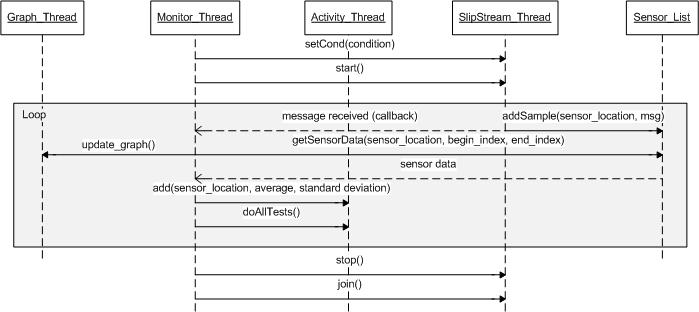 Graph_Thread
Monitor_Thread
Activity_Thread
SlipStream_Thread
Sensor_List
setCond(condition)
start()
Loop
message received (callback)
addSample(sensor_location, msg)
update_graph()
getSensorData(sensor_location, begin_index, end_index)
sensor data
add(sensor_location, average, standard deviation)
doAllTests()
stop()
join()